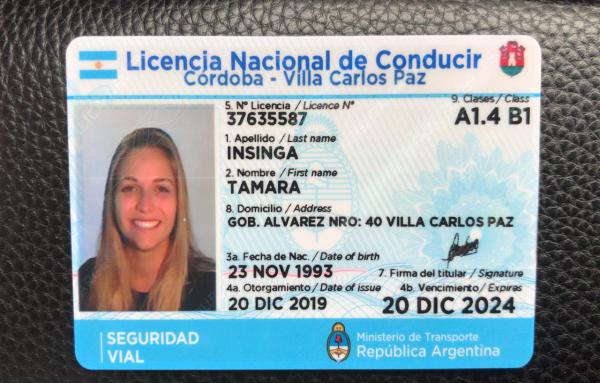 Licencia Nacional de Conducir
Córdoba - Villa Carlos Paz
5. Nº Licencia / Licence Nº
9. Clases / Class
37635587
A1.4 B1
1. Apellido / Last name
INSINGA
2. Nombre / First name
TAMARA
8. Domicilio / Address
GOB. ALVAREZ NRO: 40 VILLA CARLOS PAZ
3a. Fecha de Nac. / Date of birth
23 NOV 1993
7. Firma del titular / Signature
4a. Otorgamiento / Date of issue
4b. Vencimiento / Expires
20 DIC 2019
20 DIC 2024
SEGURIDAD
VIAL
Ministerio de Transporte
República Argentina